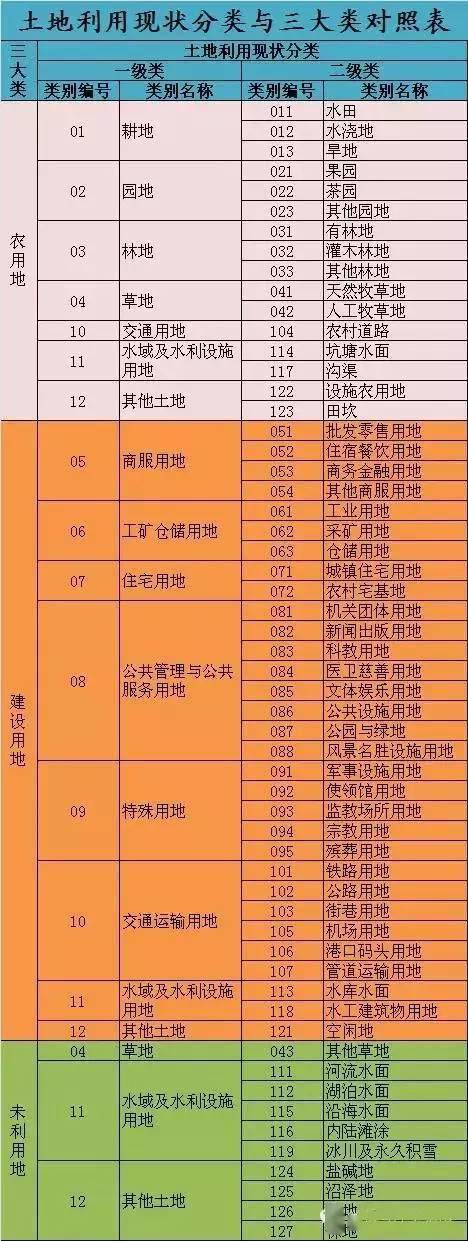 土地利用现状分类与三大类对照表
三大类 土地利用现状分类
一级类 二级类
类别编号 类别名称 类别编号 类别名称
农用地
01 耕地 011 水田
012 水浇地
013 旱地
02 园地 021 果园
022 茶园
023 其他园地
03 林地 031 有林地
032 灌木林地
033 其他林地
04 草地 041 天然牧草地
042 人工牧草地
10 交通用地 104 农村道路
11 水域及水利设施用地 114 坑塘水面
117 沟渠
12 其他土地 122 设施农用地
123 田坎
建设用地
05 商服用地 051 批发零售用地
052 住宿餐饮用地
053 商务金融用地
054 其他商服用地
06 工矿仓储用地 061 工业用地
062 采矿用地
063 仓储用地
07 住宅用地 071 城镇住宅用地
072 农村宅基地
08 公共管理与公共服务用地 081 机关团体用地
082 新闻出版用地
083 科教用地
084 医卫慈善用地
085 文体娱乐用地
086 公共设施用地
087 公园与绿地
088 风景名胜设施用地
09 特殊用地 091 军事设施用地
092 使领馆用地
093 监教场所用地
094 宗教用地
095 殡葬用地
10 交通运输用地 101 铁路用地
102 公路用地
103 街巷用地
105 机场用地
106 港口码头用地
107 管道运输用地
11 水域及水利设施用地 113 水库水面
118 水工建筑物用地
12 其他土地 121 空闲地
未利用地
04 草地 043 其他草地
11 水域及水利设施用地 111 河流水面
112 湖泊水面
115 沿海水面
116 内陆滩涂
119 冰川及永久积雪
12 其他土地 124 盐碱地
125 沼泽地
126 地
127 地